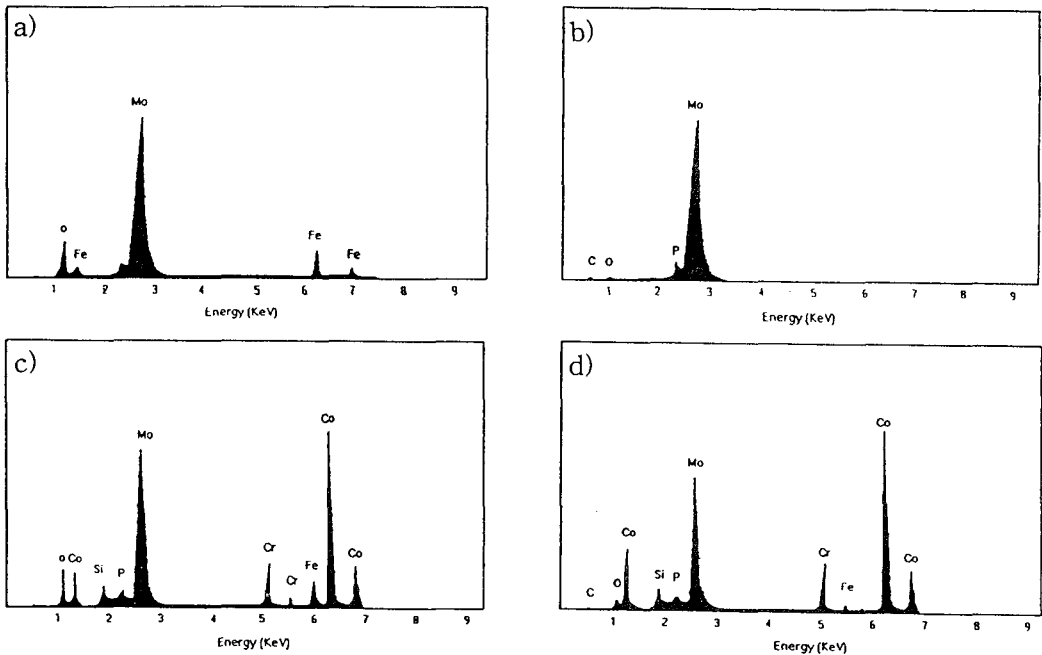 a)
Mo
o
Fe
Fe
Fe
1 2 3 4 5 6 7 8 9
Energy (KeV)
b)
Mo
P
C O
1 2 3 4 5 6 7 8 9
Energy (KeV)
c)
Co
Mo
Cr
Co
o Co
Si
P
Fe
Cr
1 2 3 4 5 6 7 8 9
Energy (KeV)
d)
Co
Mo
Co
Cr
Co
O
Si
P
Fe
C
1 2 3 4 5 6 7 8 9
Energy (KeV)